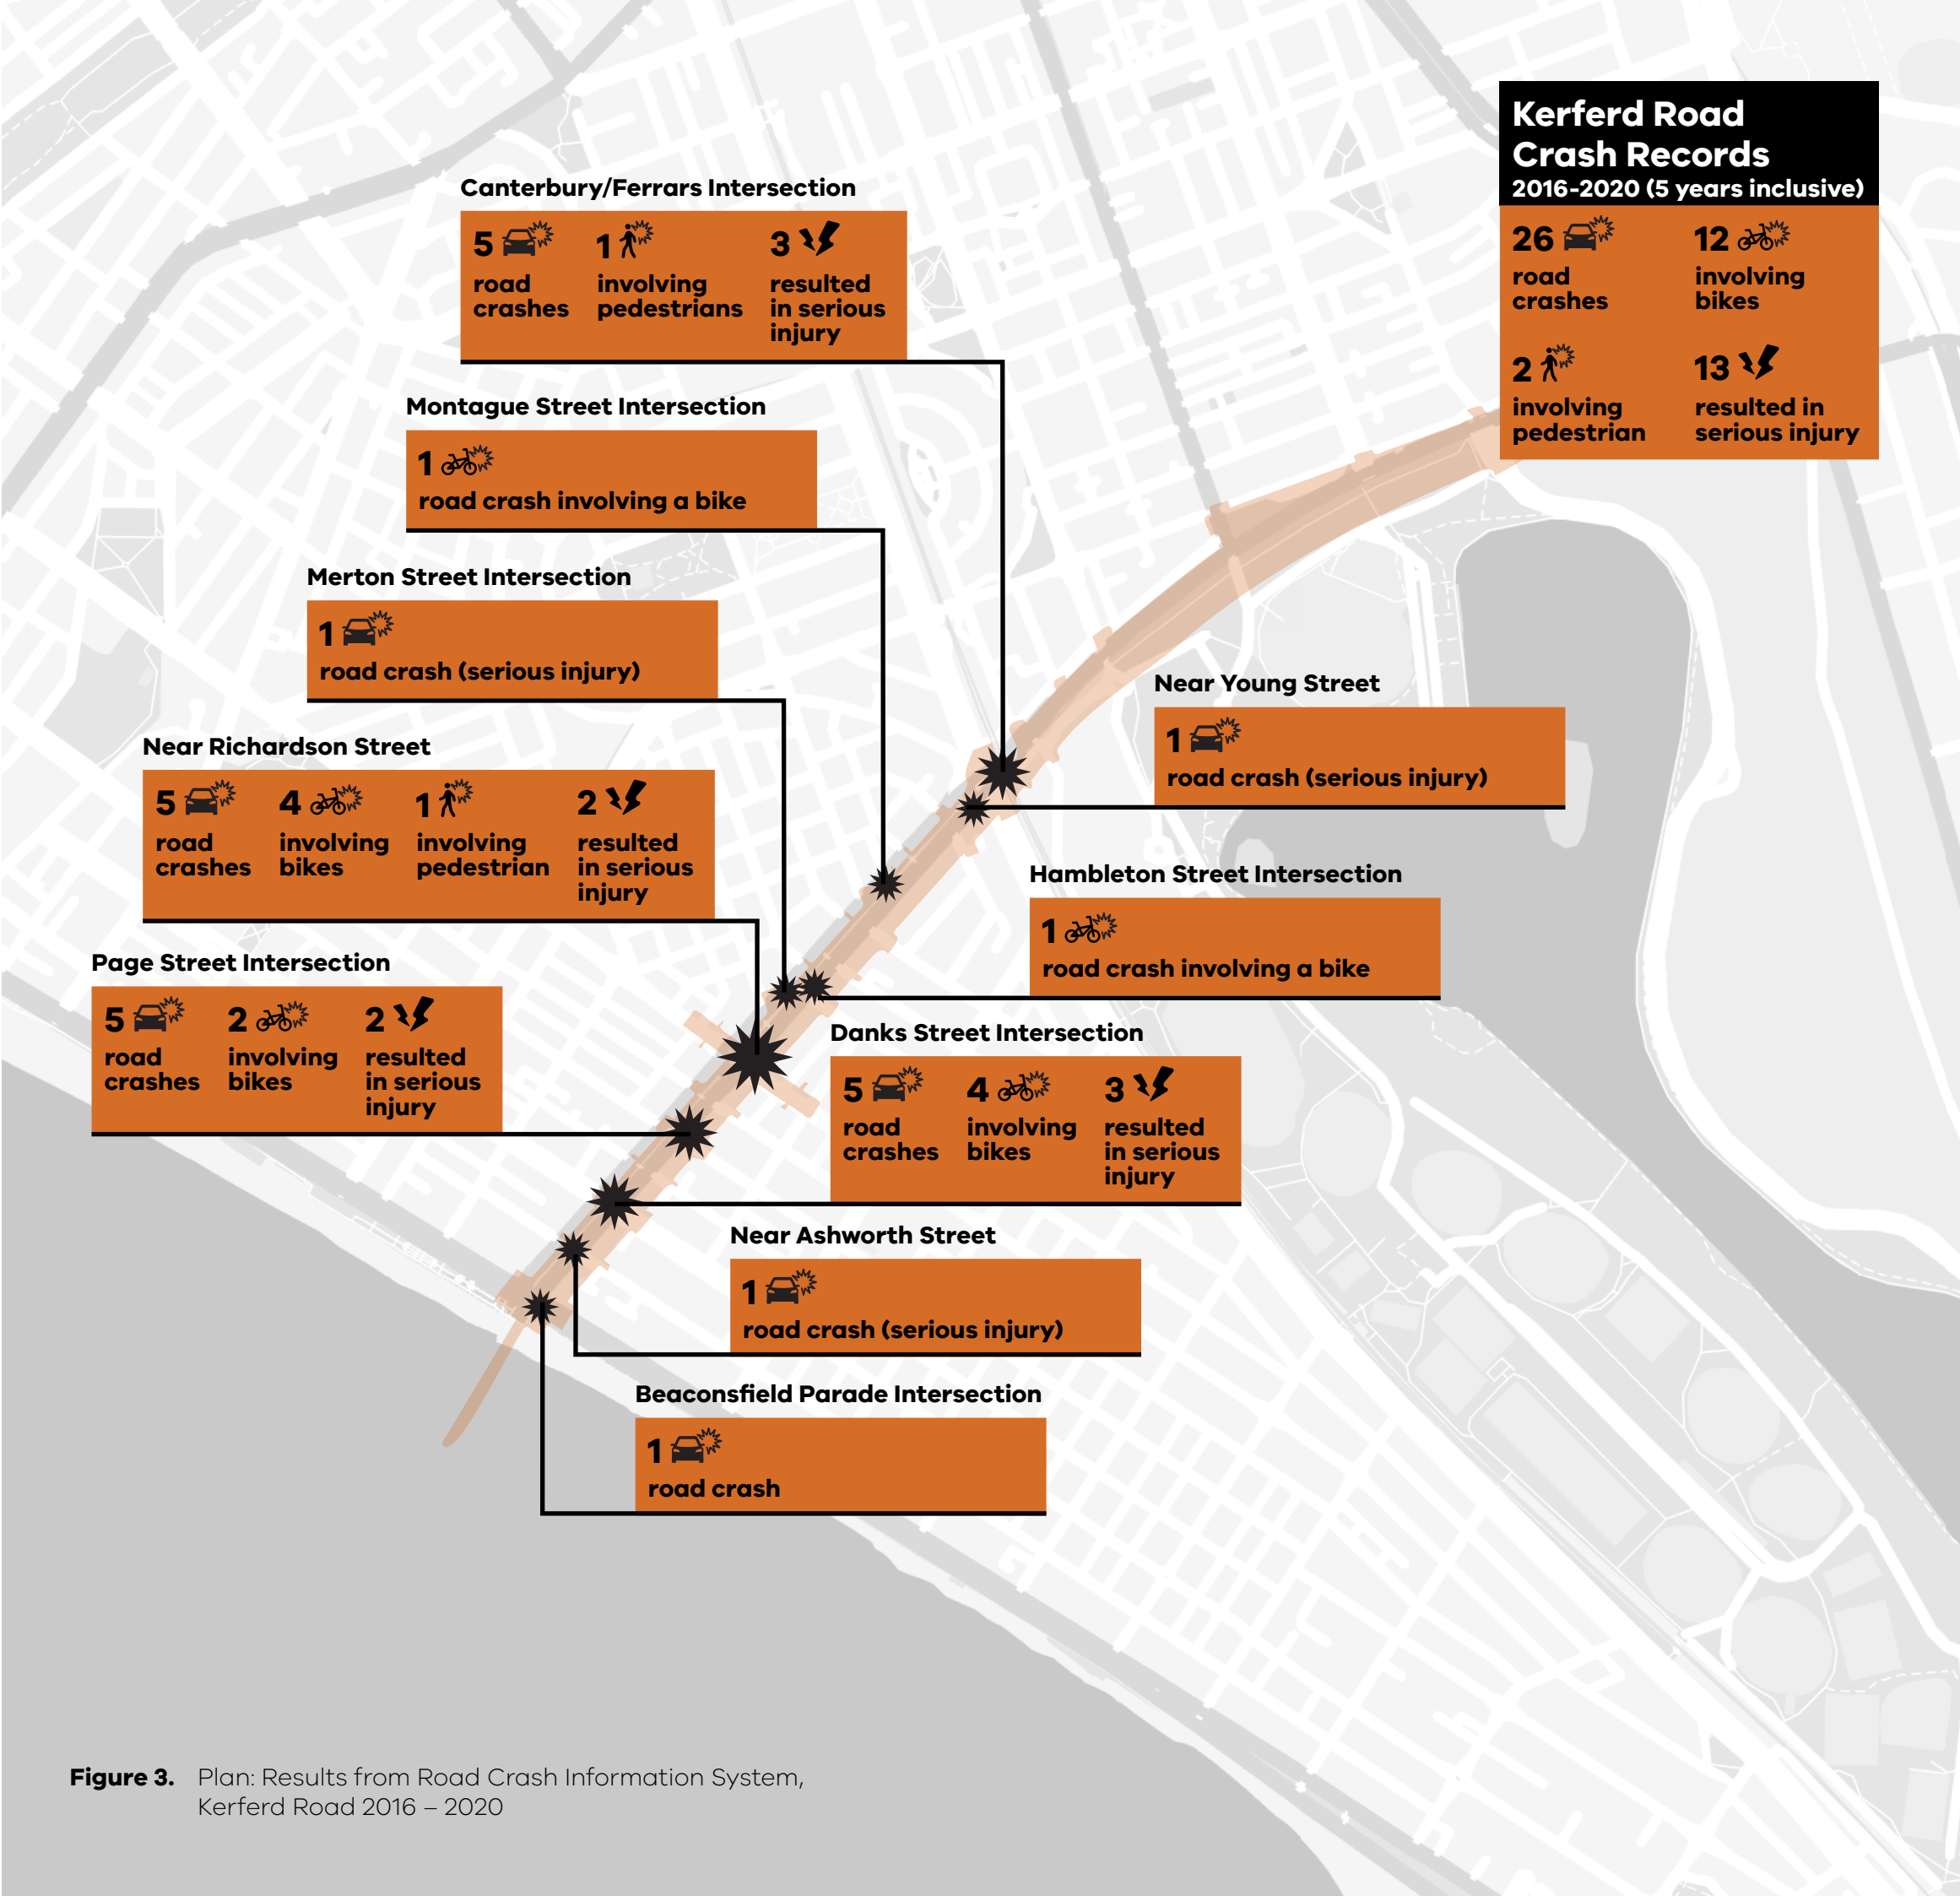 Kerferd Road
Crash Records
2016-2020 (5 years inclusive)
26
road
crashes
12
involving
bikes
2
involving
pedestrian
13
resulted in
serious injury
Canterbury/Ferrars Intersection
5
road
crashes
1
involving
pedestrians
3
resulted
in serious
injury
Montague Street Intersection
1
road crash involving a bike
Merton Street Intersection
1
road crash (serious injury)
Near Young Street
1
road crash (serious injury)
Near Richardson Street
5
road
crashes
4
involving
bikes
1
involving
pedestrian
2
resulted
in serious
injury
Hambleton Street Intersection
1
road crash involving a bike
Page Street Intersection
5
road
crashes
2
involving
bikes
2
resulted
in serious
injury
Danks Street Intersection
5
road
crashes
4
involving
bikes
3
resulted
in serious
injury
Near Ashworth Street
1
road crash (serious injury)
Beaconsfield Parade Intersection
1
road crash
Figure 3. Plan: Results from Road Crash Information System,
Kerferd Road 2016 – 2020